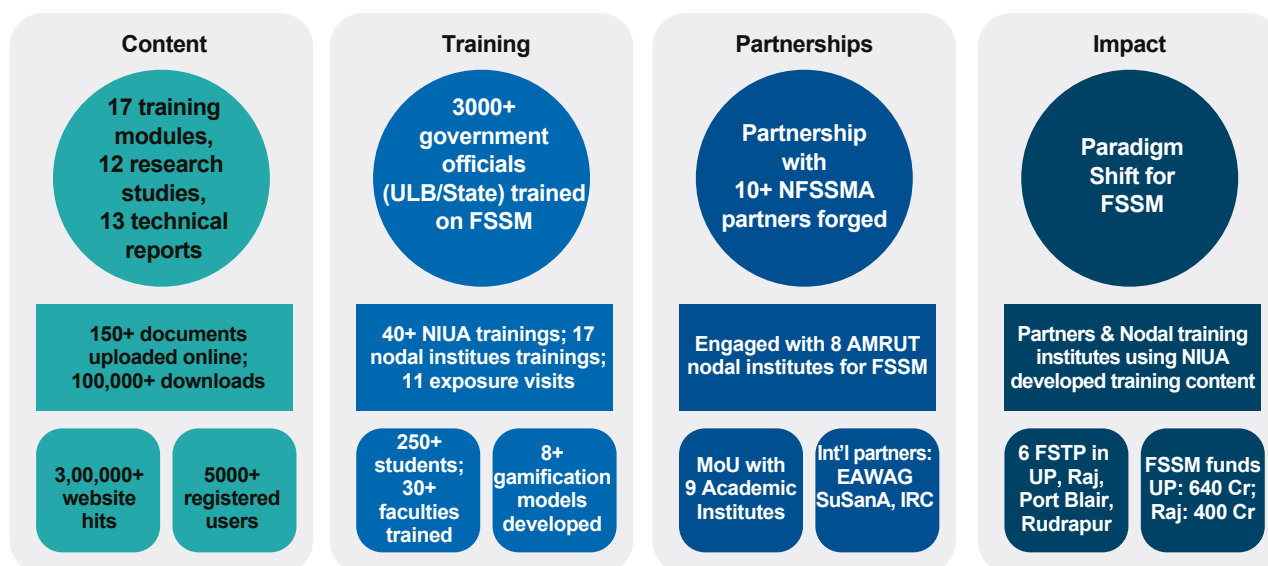 Content
17 training
modules,
12 research
studies,
13 technical
reports
150+ documents
uploaded online;
100,000+ downloads
3,00,000+
website
hits
5000+
registered
users
Training
3000+
government
officials
(ULB/State) trained
on FSSM
40+ NIUA trainings; 17
nodal institues trainings;
11 exposure visits
250+
students;
30+
faculties
trained
8+
gamification
models
developed
Partnerships
Partnership
with
10+ NFSSMA
partners forged
Engaged with 8 AMRUT
nodal institutes for FSSM
MoU with
9 Academic
Institutes
Int'l partners:
EAWAG
SuSanA, IRC
Impact
Paradigm
Shift for
FSSM
Partners & Nodal training
institutes using NIUA
developed training content
6 FSTP in
UP, Raj,
Port Blair,
Rudrapur
FSSM funds
UP: 640 Cr;
Raj: 400 Cr